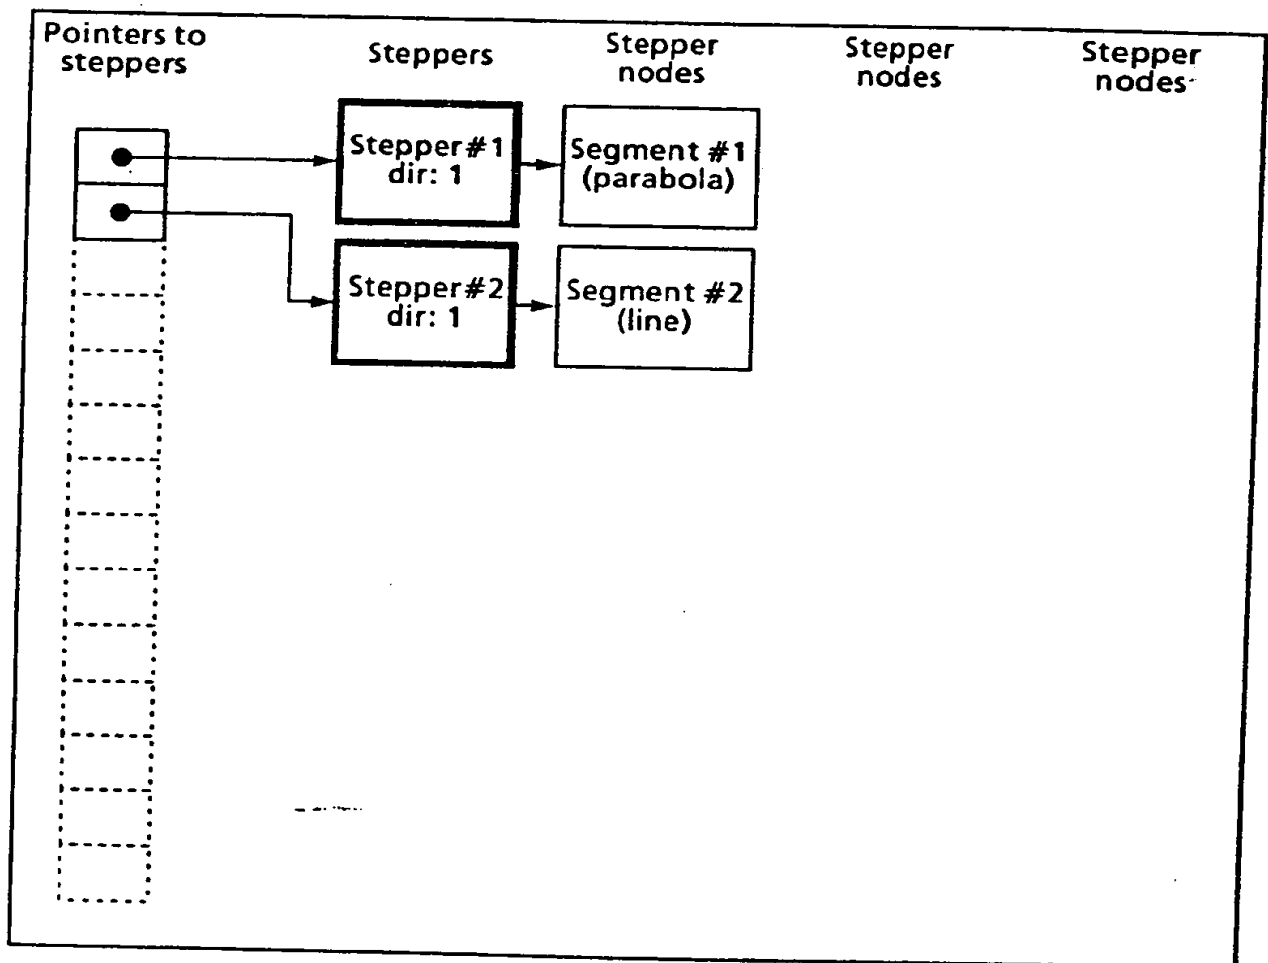 Pointers to
steppers
Steppers
Stepper
nodes
Stepper
nodes
Stepper
nodes
Stepper#1
dir: 1
Segment #1
(parabola)
Stepper#2
dir: 1
Segment #2
(line)